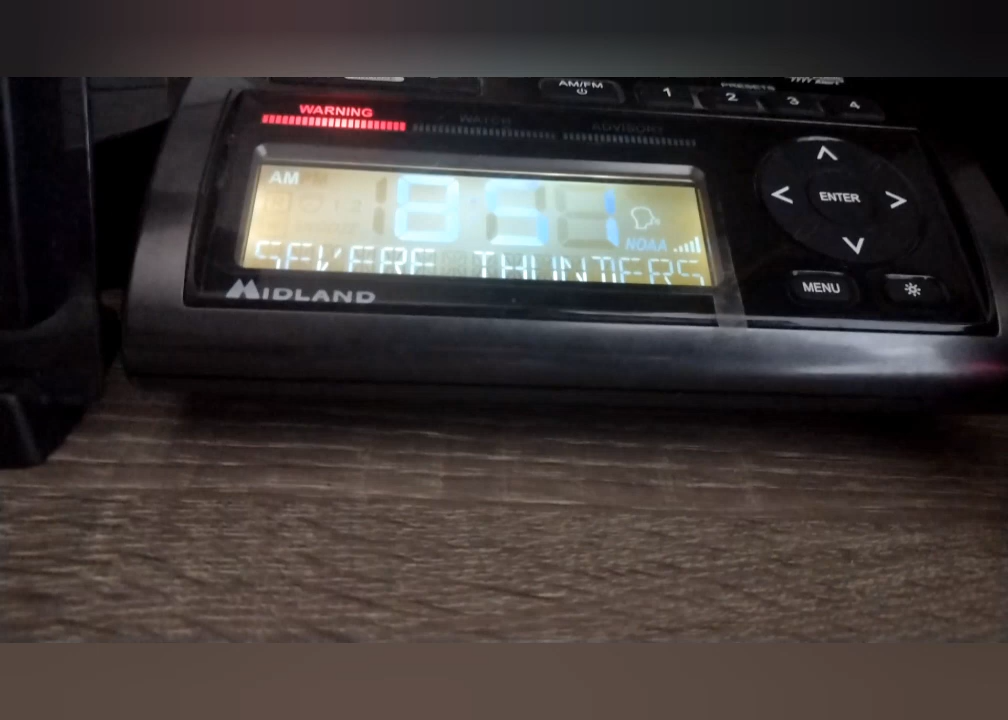 AM/FM
PRESETS
1 2 3 4
WARNING WATCH ADVISORY
AM 8:51
NOAA
SEVERE THUNDERS
MIDLAND
ENTER
MENU